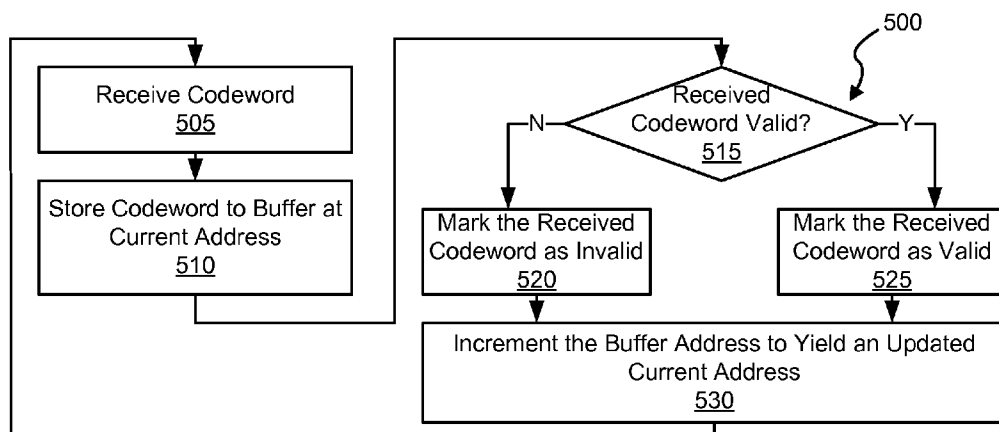 500
Receive Codeword
505
Store Codeword to Buffer at
Current Address
510
Received
Codeword Valid?
515
N
Y
Mark the Received
Codeword as Invalid
520
Mark the Received
Codeword as Valid
525
Increment the Buffer Address to Yield an Updated
Current Address
530